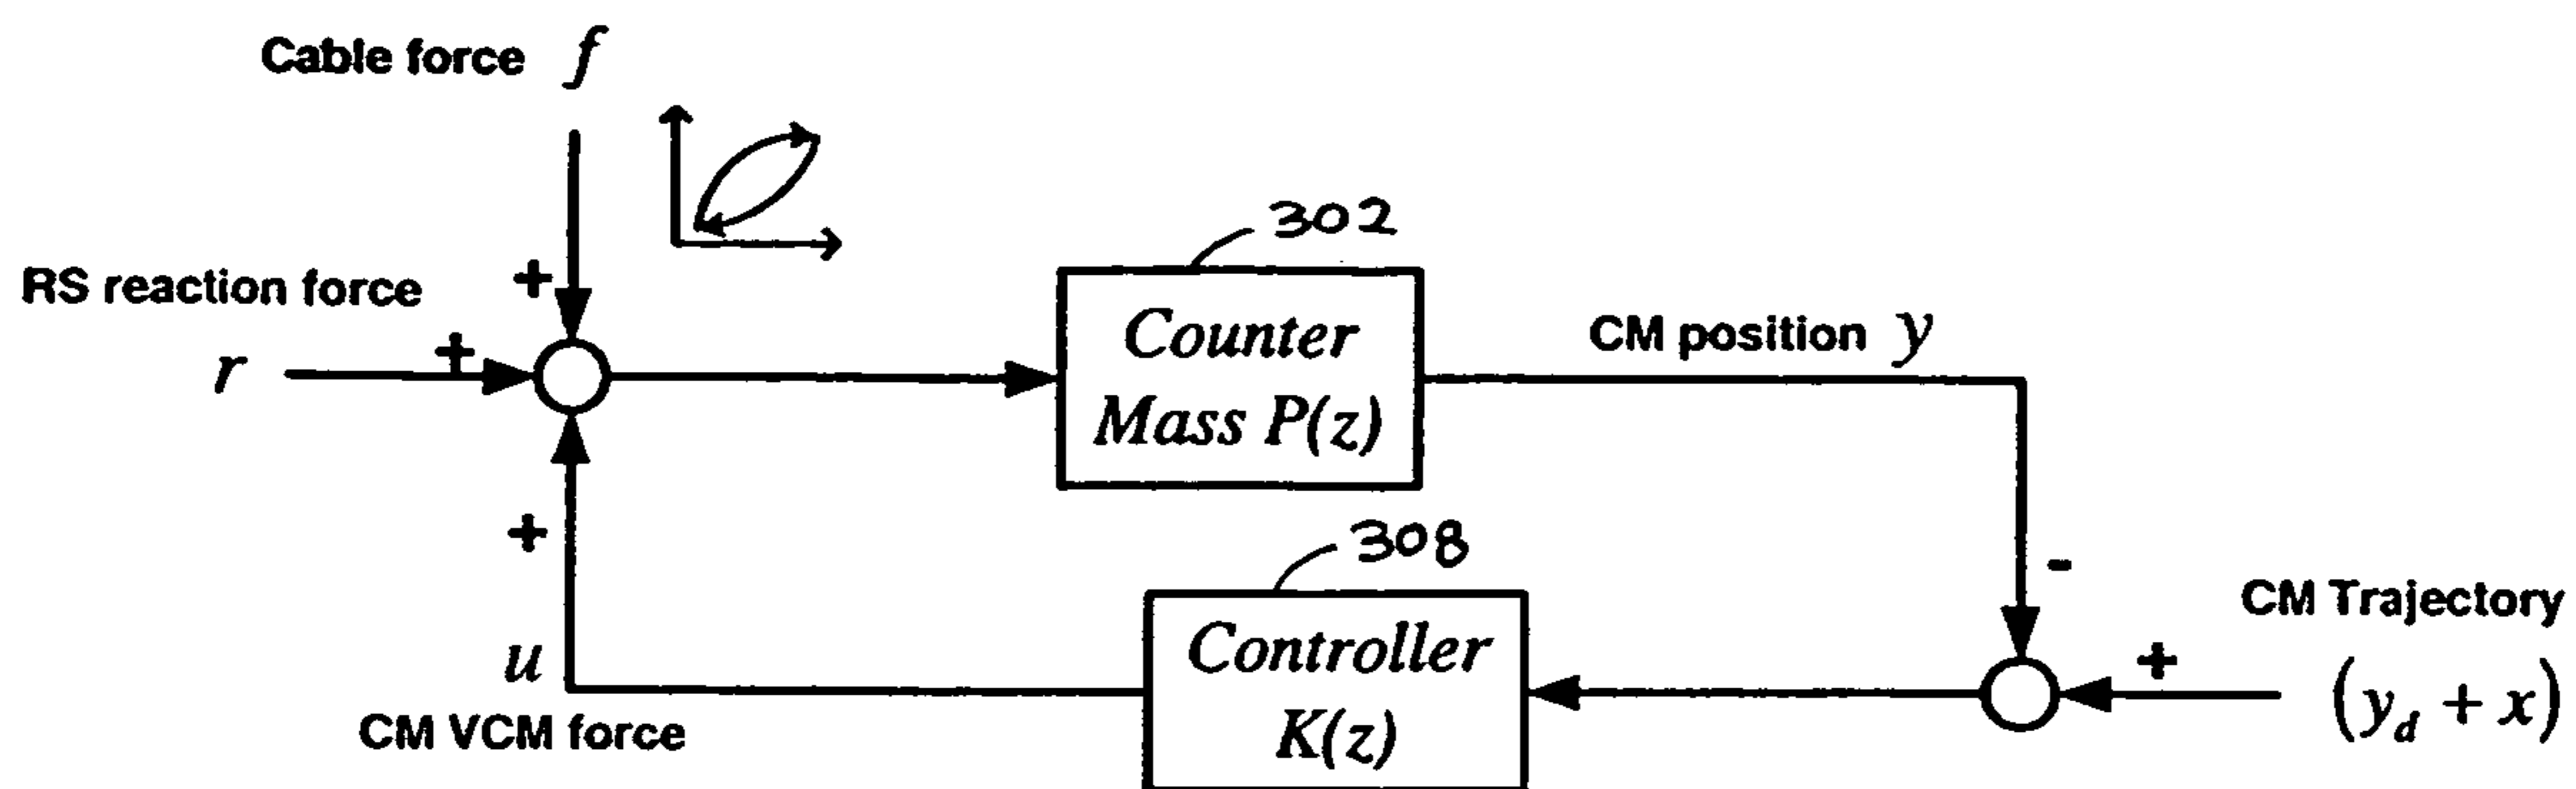 Cable force f
302
RS reaction force
+
+
r
Counter
Mass P(z)
CM position y
+
308
-
CM Trajectory
u
Controller
K(z)
+
(y_d + x)
CM VCM force